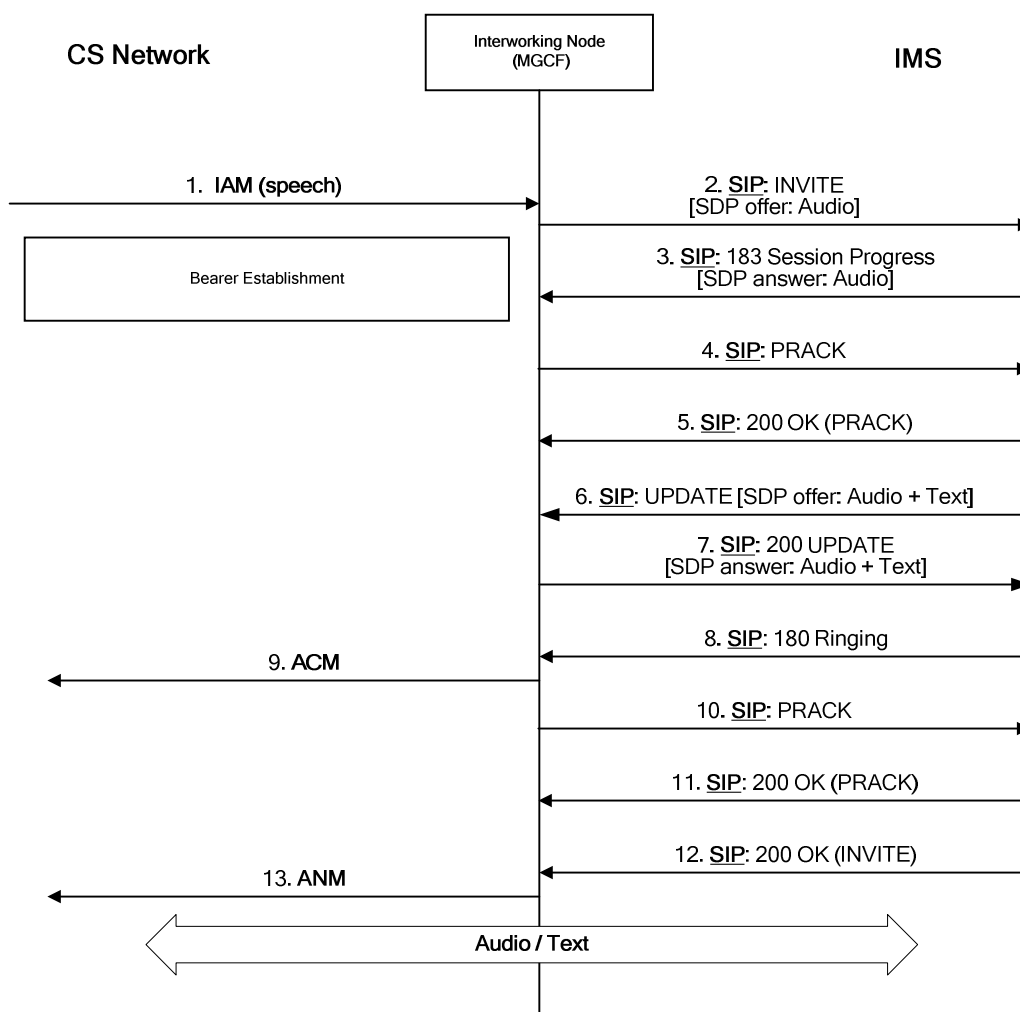 Interworking Node
(MGCF)
CS Network
IMS
1. IAM (speech)
2. SIP: INVITE
[SDP offer: Audio]
3. SIP: 183 Session Progress
[SDP answer: Audio]
Bearer Establishment
4. SIP: PRACK
5. SIP: 200 OK (PRACK)
6. SIP: UPDATE [SDP offer: Audio + Text]
7. SIP: 200 UPDATE
[SDP answer: Audio + Text]
8. SIP: 180 Ringing
9. ACM
10. SIP: PRACK
11. SIP: 200 OK (PRACK)
12. SIP: 200 OK (INVITE)
13. ANM
Audio / Text